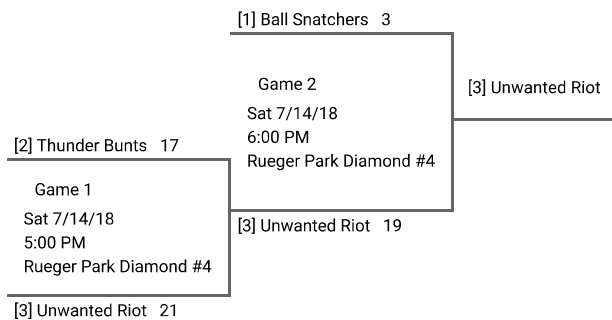 [1] Ball Snatchers 3
Game 2
Sat 7/14/18
6:00 PM
Rueger Park Diamond #4
[3] Unwanted Riot
[2] Thunder Bunts 17
Game 1
Sat 7/14/18
5:00 PM
Rueger Park Diamond #4
[3] Unwanted Riot 19
[3] Unwanted Riot 21